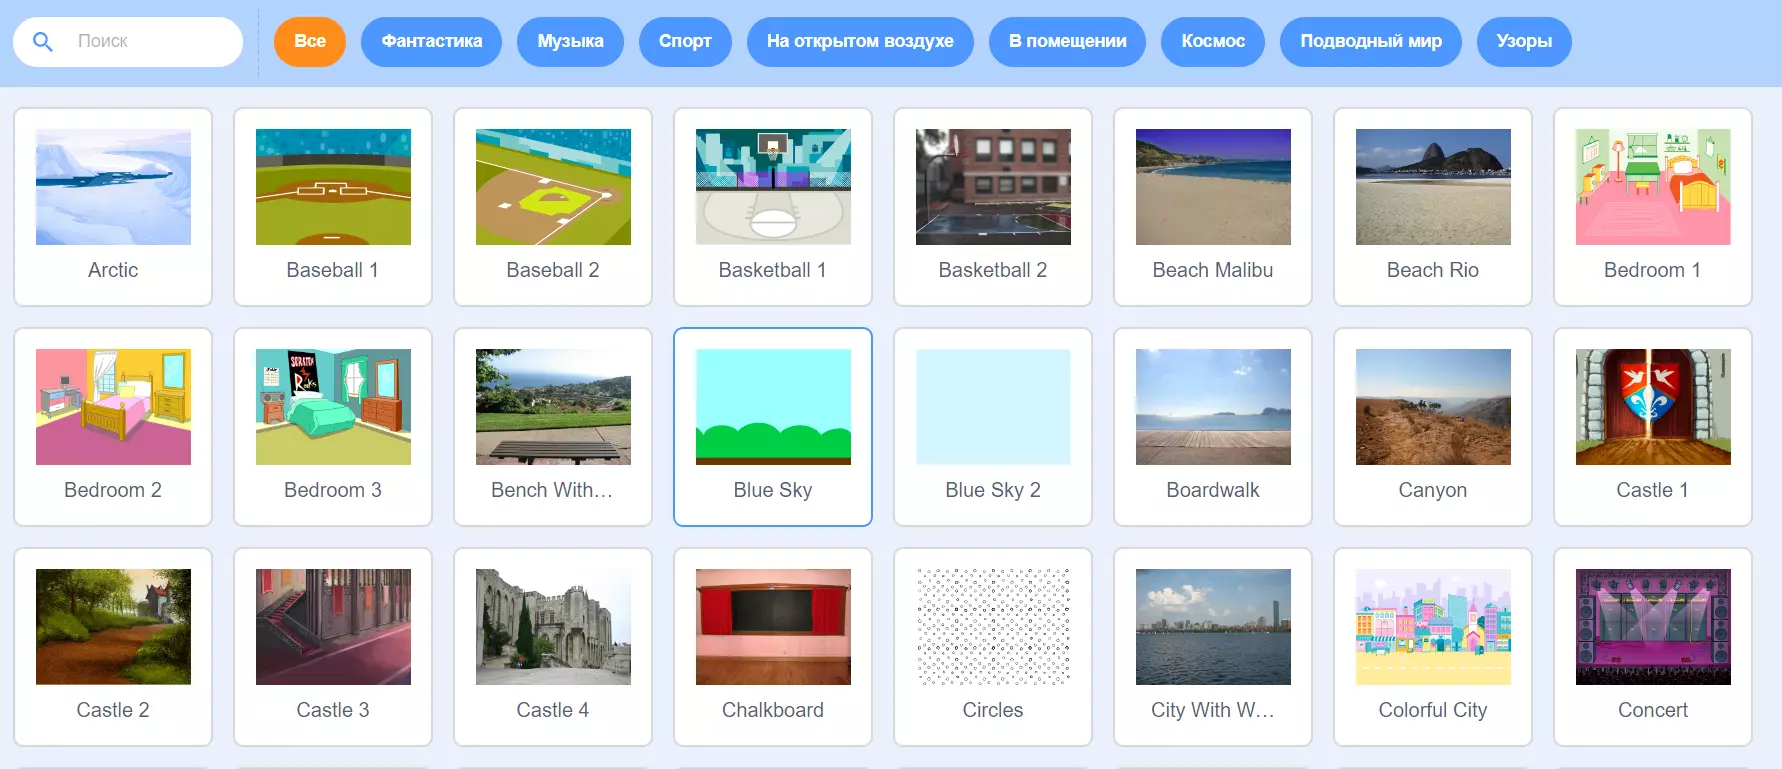 Поиск
Все
Фантастика
Музыка
Спорт
На открытом воздухе
В помещении
Космос
Подводный мир
Узоры
Arctic
Baseball 1
Baseball 2
Basketball 1
Basketball 2
Beach Malibu
Beach Rio
Bedroom 1
SCRATCH
Rocks
Bedroom 2
Bedroom 3
Bench With...
Blue Sky
Blue Sky 2
Boardwalk
Canyon
Castle 1
Castle 2
Castle 3
Castle 4
Chalkboard
Circles
City With W...
Colorful City
Concert